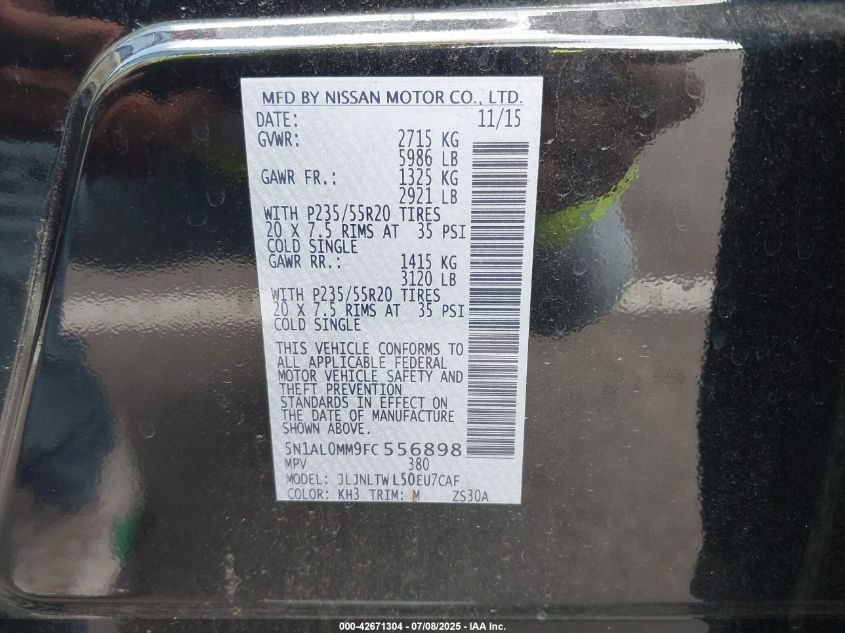 MFD BY NISSAN MOTOR CO., LTD.
DATE: 11/15
GVWR: 2715 KG
5986 LB
GAWR FR.: 1325 KG
2921 LB
WITH P235/55R20 TIRES
20 X 7.5 RIMS AT 35 PSI
COLD SINGLE
GAWR RR.: 1415 KG
3120 LB
WITH P235/55R20 TIRES
20 X 7.5 RIMS AT 35 PSI
COLD SINGLE
THIS VEHICLE CONFORMS TO
ALL APPLICABLE FEDERAL
MOTOR VEHICLE SAFETY AND
THEFT PREVENTION
STANDARDS IN EFFECT ON
THE DATE OF MANUFACTURE
SHOWN ABOVE.
5N1AL0MM9FC 556898
MPV 380
MODEL: JLJNLTWL50EU7CAF
COLOR: KH3 TRIM: M ZS30A
000-42671304 - 07/08/2025 - IAA Inc.